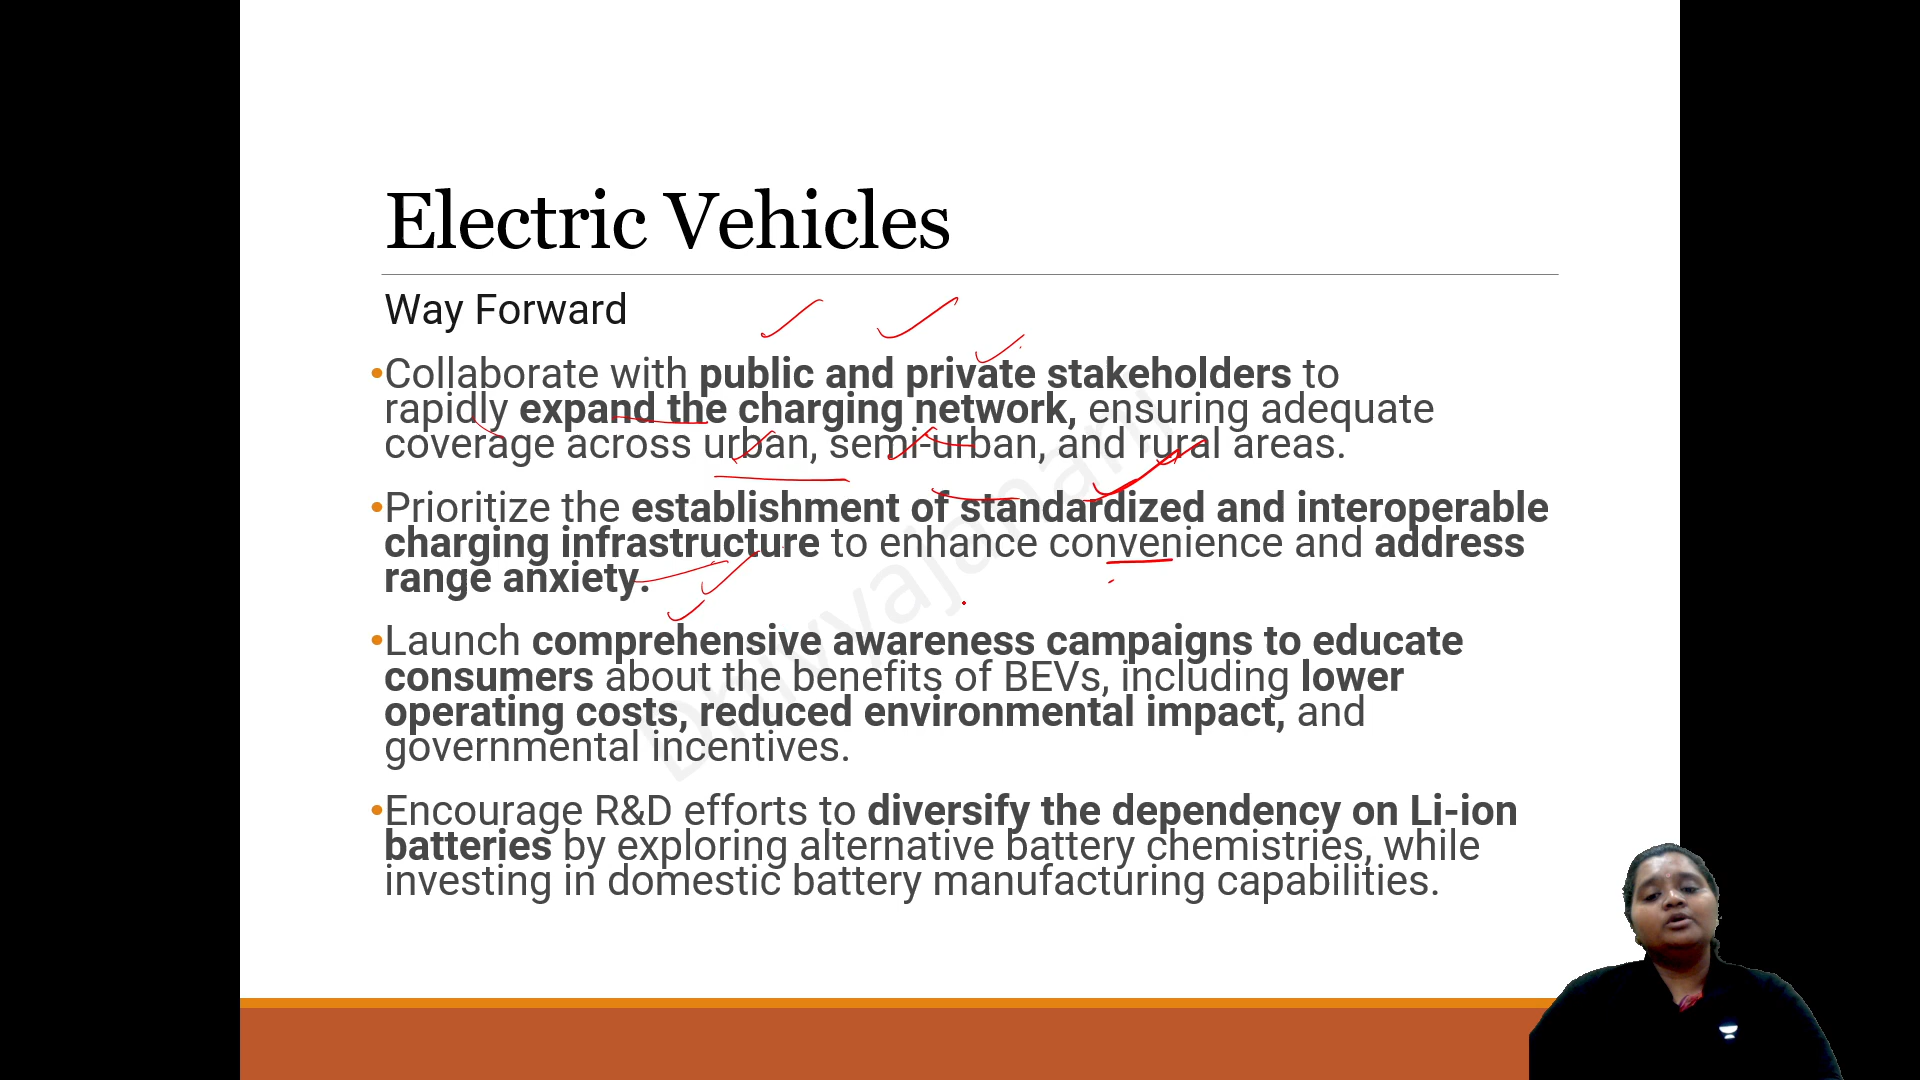 Electric Vehicles
Way Forward
•Collaborate with public and private stakeholders to
rapidly expand the charging network, ensuring adequate
coverage across urban, semi-urban, and rural areas.
•Prioritize the establishment of standardized and interoperable
charging infrastructure to enhance convenience and address
range anxiety.
•Launch comprehensive awareness campaigns to educate
consumers about the benefits of BEVs, including lower
operating costs, reduced environmental impact, and
governmental incentives.
•Encourage R&D efforts to diversify the dependency on Li-ion
batteries by exploring alternative battery chemistries, while
investing in domestic battery manufacturing capabilities.